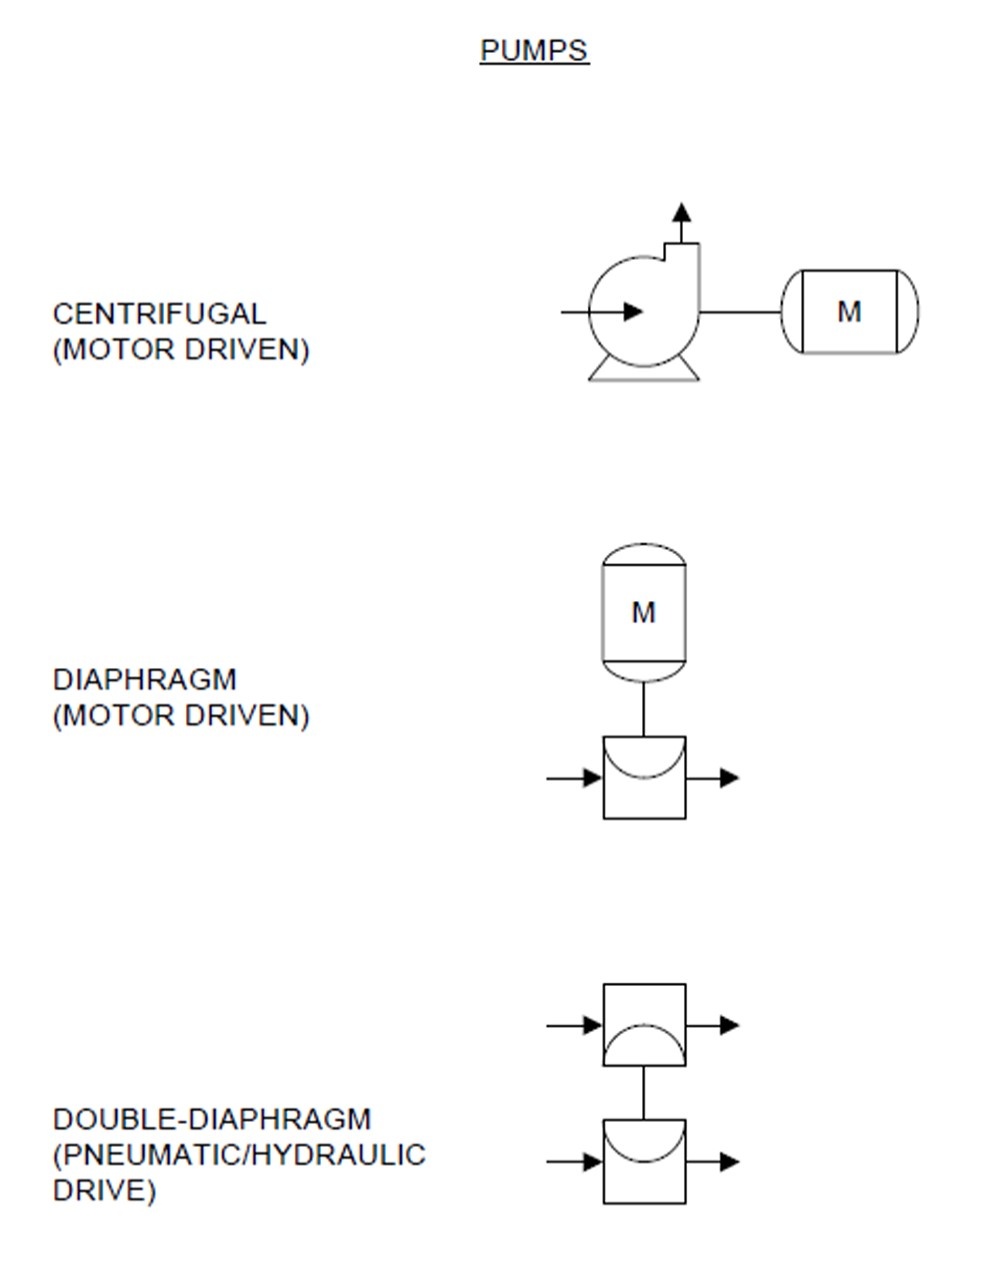 PUMPS
CENTRIFUGAL
(MOTOR DRIVEN)
M
M
DIAPHRAGM
(MOTOR DRIVEN)
DOUBLE-DIAPHRAGM
(PNEUMATIC/HYDRAULIC
DRIVE)